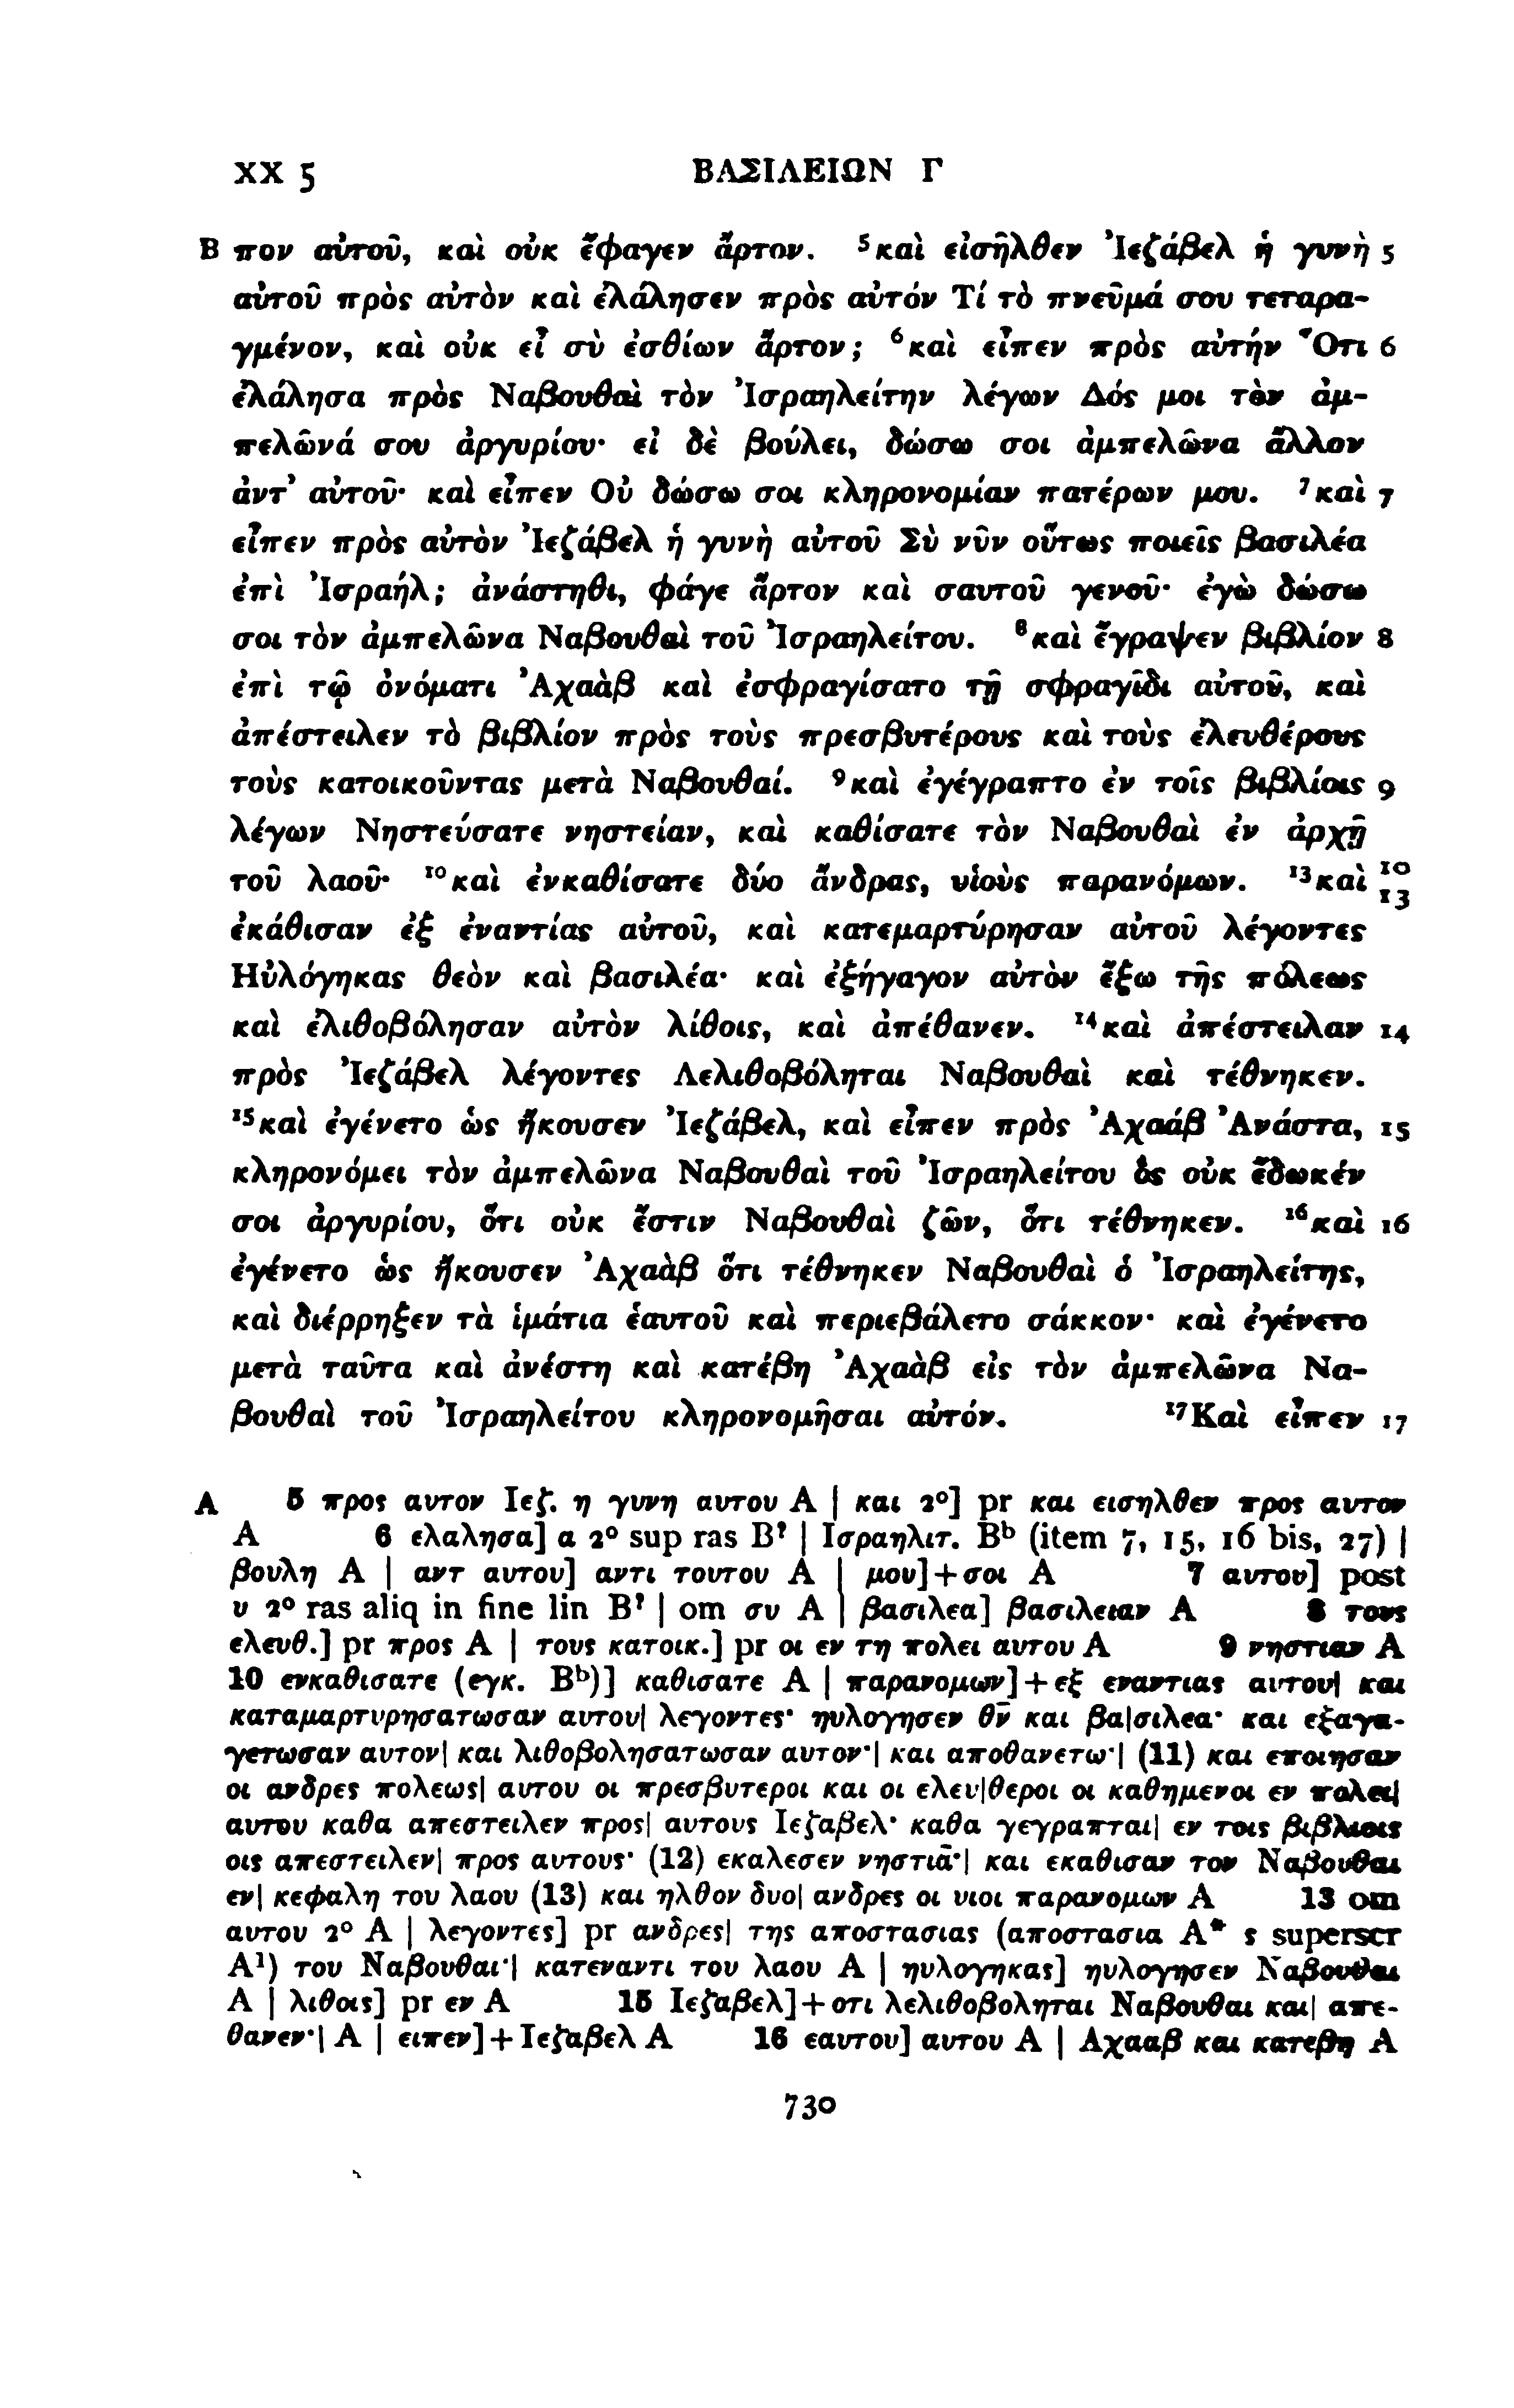 XX 5 ΒΑΣΙΛΕΙΩΝ Γ
B πον αὐτοῦ, καὶ οὐκ ἔφαγεν ἄρτον. ⁵καὶ εἰσῆλθεν Ἰεζάβελ ἡ γυνὴ 5
αὐτοῦ πρὸς αὐτὸν καὶ ἐλάλησεν πρὸς αὐτόν Τί τὸ πνεῦμά σου τεταρα-
γμένον, καὶ οὐκ εἶ σὺ ἐσθίων ἄρτον; ⁶καὶ εἶπεν πρὸς αὐτήν Ὅτι 6
ἐλάλησα πρὸς Ναβουθαὶ τὸν Ἰσραηλείτην λέγων Δός μοι τὸν ἀμ-
πελῶνά σου ἀργυρίου· εἰ δὲ βούλει, δώσω σοι ἀμπελῶνα ἄλλον
ἀντ’ αὐτοῦ· καὶ εἶπεν Οὐ δώσω σοι κληρονομίαν πατέρων μου. ⁷καὶ 7
εἶπεν πρὸς αὐτὸν Ἰεζάβελ ἡ γυνὴ αὐτοῦ Σὺ νῦν οὕτως ποιεῖς βασιλέα
ἐπὶ Ἰσραήλ; ἀνάστηθι, φάγε ἄρτον καὶ σαυτοῦ γενοῦ· ἐγὼ δώσω
σοι τὸν ἀμπελῶνα Ναβουθαὶ τοῦ Ἰσραηλείτου. ⁸καὶ ἔγραψεν βιβλίον 8
ἐπὶ τῷ ὀνόματι Ἀχαὰβ καὶ ἐσφραγίσατο τῇ σφραγῖδι αὐτοῦ, καὶ
ἀπέστειλεν τὸ βιβλίον πρὸς τοὺς πρεσβυτέρους καὶ τοὺς ἐλευθέρους
τοὺς κατοικοῦντας μετὰ Ναβουθαί. ⁹καὶ ἐγέγραπτο ἐν τοῖς βιβλίοις 9
λέγων Νηστεύσατε νηστείαν, καὶ καθίσατε τὸν Ναβουθαὶ ἐν ἀρχῇ
τοῦ λαοῦ· ¹⁰καὶ ἐνκαθίσατε δύο ἄνδρας, υἱοὺς παρανόμων. ¹³καὶ 10 13
ἐκάθισαν ἐξ ἐναντίας αὐτοῦ, καὶ κατεμαρτύρησαν αὐτοῦ λέγοντες
Ηὐλόγηκας θεὸν καὶ βασιλέα· καὶ ἐξήγαγον αὐτὸν ἔξω τῆς πόλεως
καὶ ἐλιθοβόλησαν αὐτὸν λίθοις, καὶ ἀπέθανεν. ¹⁴καὶ ἀπέστειλαν 14
πρὸς Ἰεζάβελ λέγοντες Λελιθοβόληται Ναβουθαὶ καὶ τέθνηκεν.
¹⁵καὶ ἐγένετο ὡς ἤκουσεν Ἰεζάβελ, καὶ εἶπεν πρὸς Ἀχαάβ Ἀνάστα, 15
κληρονόμει τὸν ἀμπελῶνα Ναβουθαὶ τοῦ Ἰσραηλείτου ὃς οὐκ ἔδωκέν
σοι ἀργυρίου, ὅτι οὐκ ἔστιν Ναβουθαὶ ζῶν, ὅτι τέθνηκεν. ¹⁶καὶ 16
ἐγένετο ὡς ἤκουσεν Ἀχαὰβ ὅτι τέθνηκεν Ναβουθαὶ ὁ Ἰσραηλείτης,
καὶ διέρρηξεν τὰ ἱμάτια ἑαυτοῦ καὶ περιεβάλετο σάκκον· καὶ ἐγένετο
μετὰ ταῦτα καὶ ἀνέστη καὶ κατέβη Ἀχαὰβ εἰς τὸν ἀμπελῶνα Να-
βουθαὶ τοῦ Ἰσραηλείτου κληρονομῆσαι αὐτόν. ¹⁷Καὶ εἶπεν 17
A 5 προς αυτον Ιεζ. η γυνη αυτου A | και 2°] pr και εισηλθεν προς αυτον
A 6 ελαλησα] α 2° sup ras Bˀ | Ισραηλιτ. Bᵇ (item 7, 15, 16 bis, 27) |
βουλη A | αντ αυτου] αντι τουτου A | μου]+σοι A 7 αυτου] post
υ 2° ras aliq in fine lin Bˀ | om συ A | βασιλεα] βασιλειαν A 8 τους
ελευθ.] pr προς A | τους κατοικ.] pr οι εν τη πολει αυτου A 9 νηστιαν A
10 ενκαθισατε (εγκ. Bᵇ)] καθισατε A | παρανομων]+εξ εναντιας αυτου| και
καταμαρτυρησατωσαν αυτου| λεγοντες· ηυλογησεν θν̄ και βα|σιλεα· και εξαγα-
γετωσαν αυτον| και λιθοβολησατωσαν αυτον·| και αποθανετω·| (11) και εποιησαν
οι ανδρες πολεως| αυτου οι πρεσβυτεροι και οι ελευ|θεροι οι καθημενοι εν πολει|
αυτου καθα απεστειλεν προς| αυτους Ιεζαβελ· καθα γεγραπται| εν τοις βιβλιοις
οις απεστειλεν| προς αυτους· (12) εκαλεσεν νηστιᾱ·| και εκαθισαν τον Ναβουθαι
εν| κεφαλη του λαου (13) και ηλθον δυο| ανδρες οι υιοι παρανομων A 13 om
αυτου 2° A | λεγοντες] pr ανδρες| της αποστασιας (αποστασια A* ς superscr
A¹) του Ναβουθαι·| κατεναντι του λαου A | ηυλογηκας] ηυλογησεν Ναβουθαι
A | λιθοις] pr εν A 15 Ιεζαβελ]+οτι λελιθοβοληται Ναβουθαι και| απε-
θανεν·| A | ειπεν]+Ιεζαβελ A 16 εαυτου] αυτου A | Αχααβ και κατεβη A
730